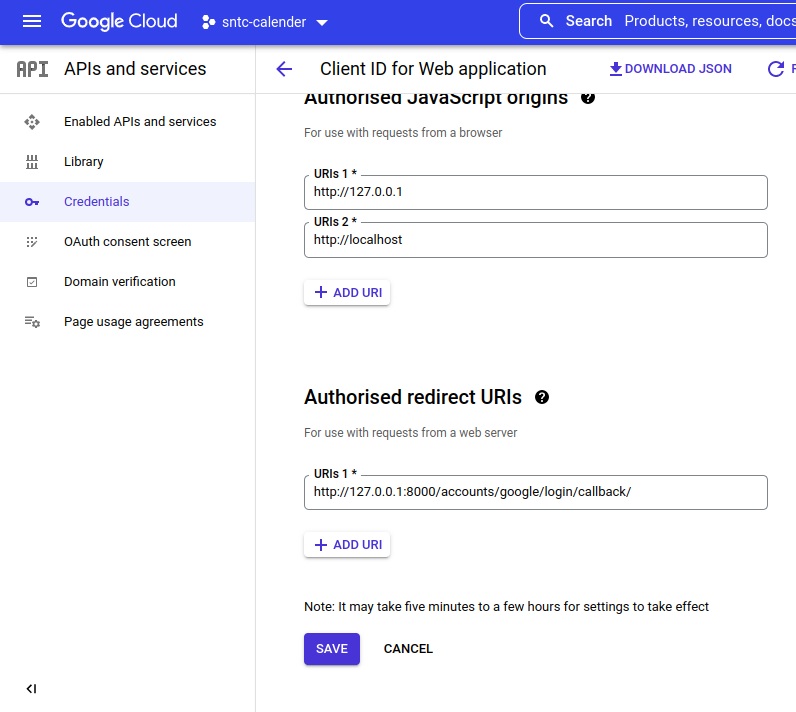 Google Cloud
sntc-calender
Search Products, resources, docs
API APIs and services
Client ID for Web application
DOWNLOAD JSON
Enabled APIs and services
Library
Credentials
OAuth consent screen
Domain verification
Page usage agreements
Authorised JavaScript origins
For use with requests from a browser
URIs 1 *
http://127.0.0.1
URIs 2 *
http://localhost
ADD URI
Authorised redirect URIs
For use with requests from a web server
URIs 1 *
http://127.0.0.1:8000/accounts/google/login/callback/
ADD URI
Note: It may take five minutes to a few hours for settings to take effect
SAVE
CANCEL